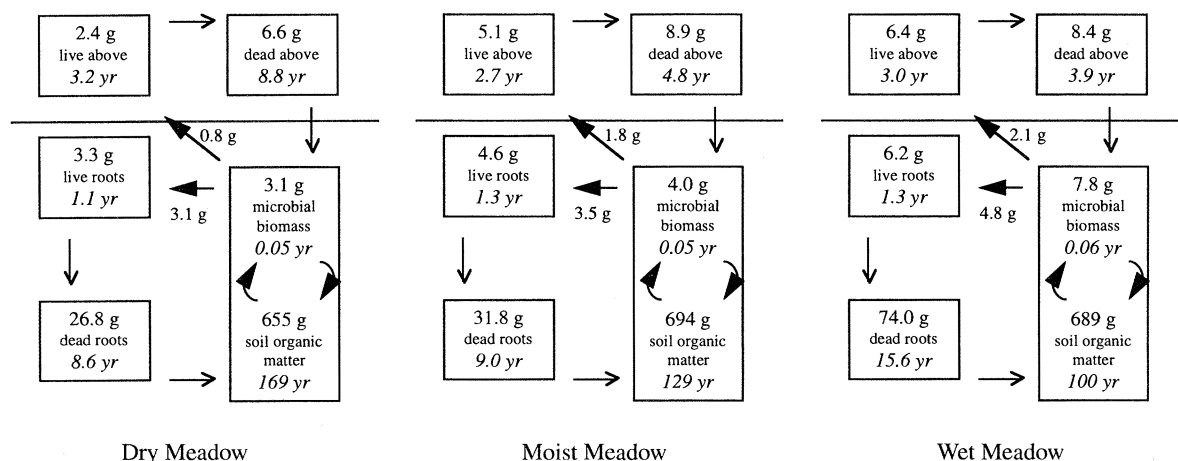 2.4 g
live above
3.2 yr
6.6 g
dead above
8.8 yr
0.8 g
3.3 g
live roots
1.1 yr
3.1 g
3.1 g
microbial
biomass
0.05 yr
26.8 g
dead roots
8.6 yr
655 g
soil organic
matter
169 yr
Dry Meadow
5.1 g
live above
2.7 yr
8.9 g
dead above
4.8 yr
1.8 g
4.6 g
live roots
1.3 yr
3.5 g
4.0 g
microbial
biomass
0.05 yr
31.8 g
dead roots
9.0 yr
694 g
soil organic
matter
129 yr
Moist Meadow
6.4 g
live above
3.0 yr
8.4 g
dead above
3.9 yr
2.1 g
6.2 g
live roots
1.3 yr
4.8 g
7.8 g
microbial
biomass
0.06 yr
74.0 g
dead roots
15.6 yr
689 g
soil organic
matter
100 yr
Wet Meadow